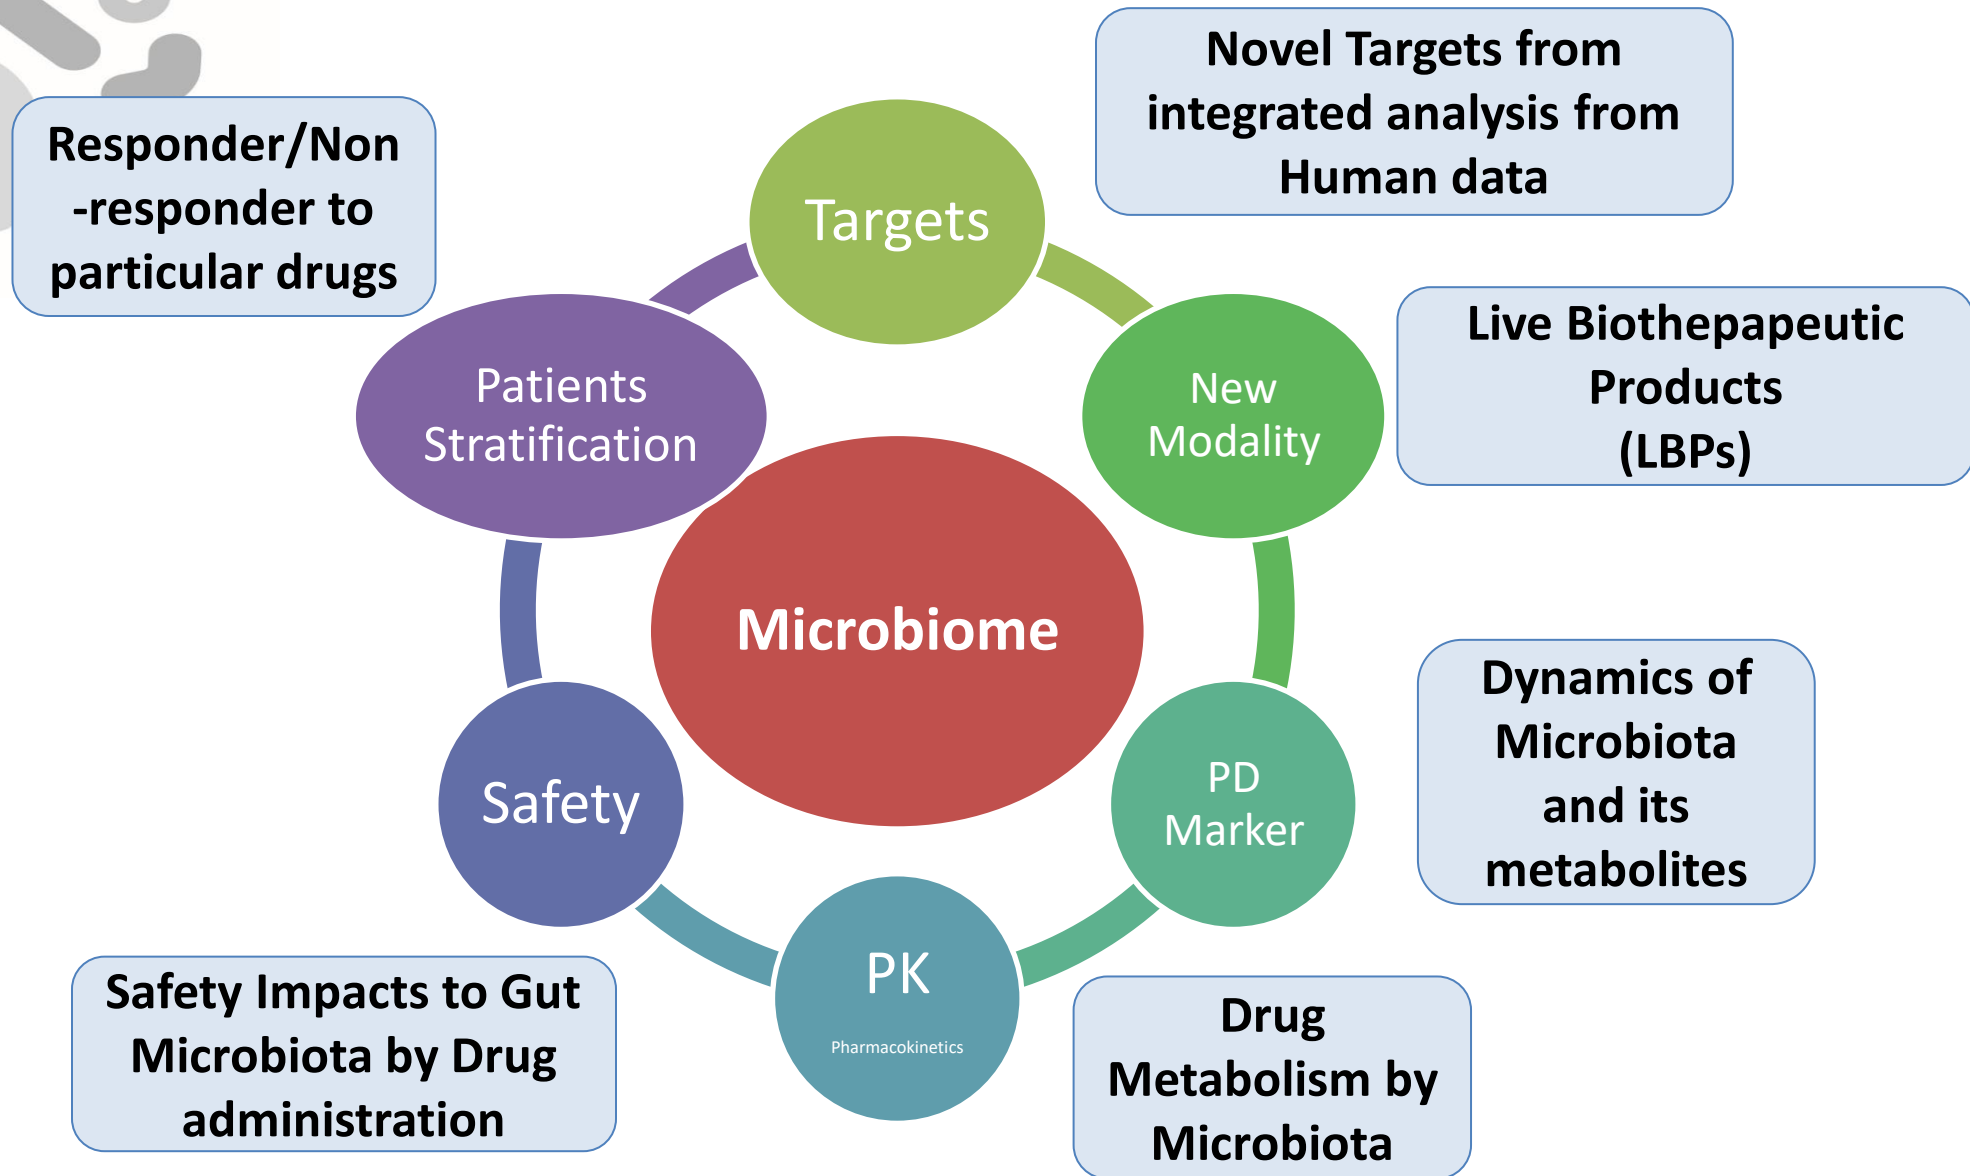 Novel Targets from
integrated analysis from
Human data
Responder/Non
-responder to
particular drugs
Targets
Live Biothepapeutic
Products
(LBPs)
Patients
Stratification
New
Modality
Microbiome
Dynamics of
Microbiota
and its
metabolites
Safety
PD
Marker
PK
Pharmacokinetics
Safety Impacts to Gut
Microbiota by Drug
administration
Drug
Metabolism by
Microbiota